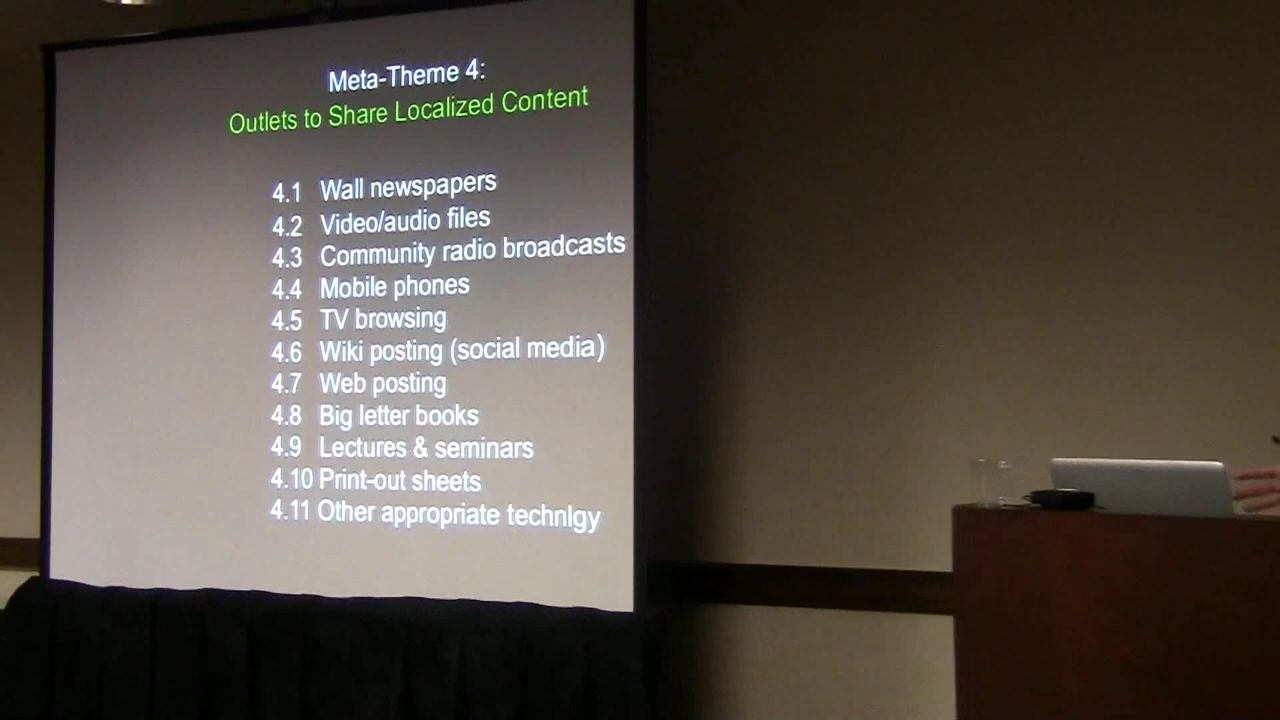 Meta-Theme 4:
Outlets to Share Localized Content
4.1 Wall newspapers
4.2 Video/audio files
4.3 Community radio broadcasts
4.4 Mobile phones
4.5 TV browsing
4.6 Wiki posting (social media)
4.7 Web posting
4.8 Big letter books
4.9 Lectures & seminars
4.10 Print-out sheets
4.11 Other appropriate technlgy